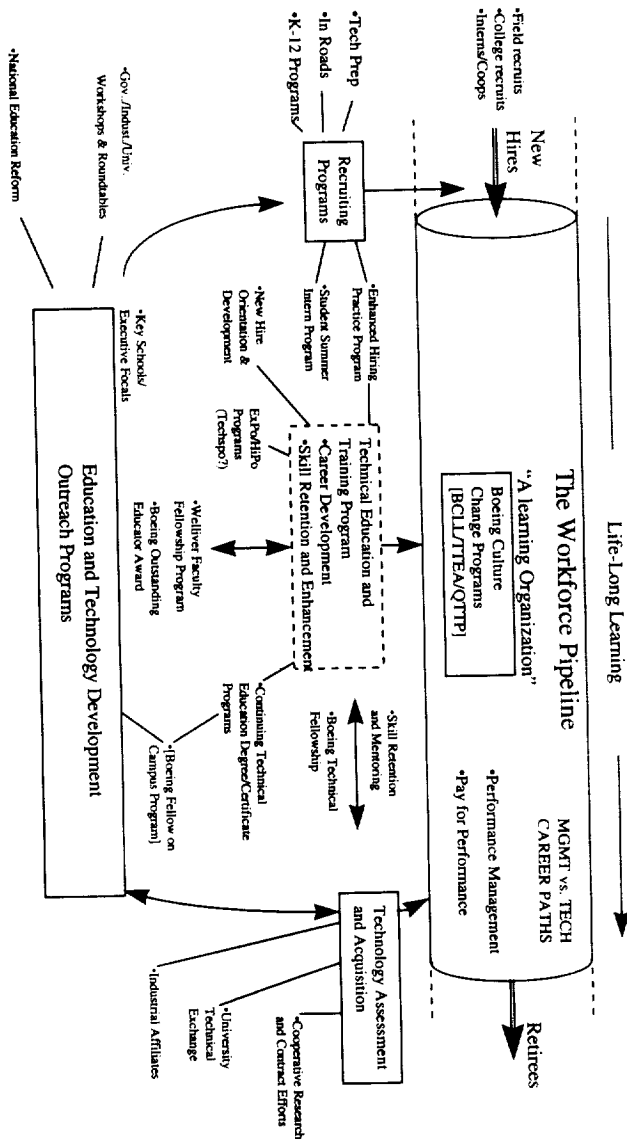 Life-Long Learning
•Field recruits
•College recruits
•Interns/Coops
New
Hires
The Workforce Pipeline
"A learning Organization"
Boeing Culture
Change Programs
[BCLL/TTEA/QTTP]
MGMT vs. TECH
CAREER PATHS
•Performance Management
•Pay for Performance
Retirees
•Tech Prep
•In Roads
•K-12 Programs
Recruiting
Programs
•Enhanced Hiring
Practice Program
•Student Summer
Intern Program
•New Hire
Orientation &
Development
Technical Education and
Training Program
•Career Development
•Skill Retention and Enhancement
ExPo/HiPo
Programs
(Techspo?)
•Skill Retention
and Mentoring
•Boeing Technical
Fellowship
•Continuing Technical
Education Degree/Certificate
Programs
•[Boeing Fellow on
Campus Program]
Technology Assessment
and Acquisition
•Cooperative Research
and Contract Efforts
•University
Technical
Exchange
•Industrial Affiliates
•Welliver Faculty
Fellowship Program
•Boeing Outstanding
Educator Award
•Key Schools/
Executive Focals
•Gov./Indust./Univ.
Workshops & Roundtables
•National Education Reform
Education and Technology Development
Outreach Programs